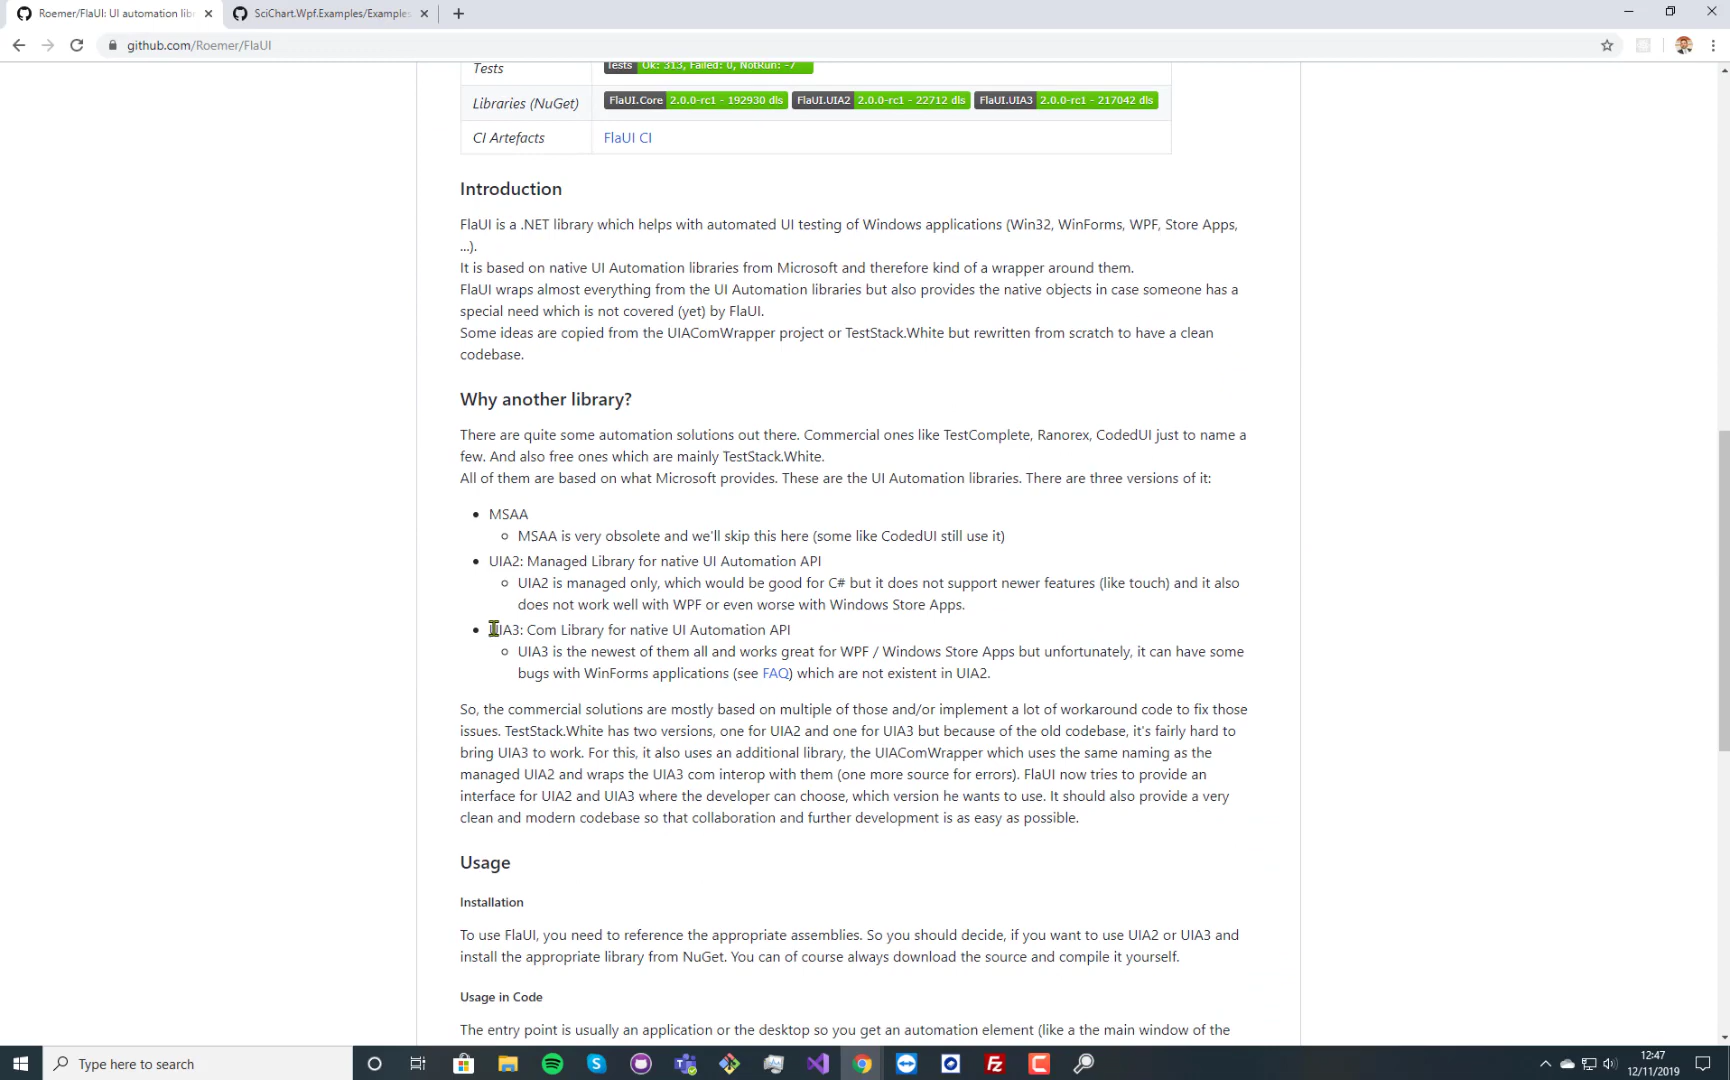 Roemer/FlaUI: UI automation lib
SciChart.Wpf.Examples/Examples
github.com/Roemer/FlaUI
Tests
Tests Ok: 313, Failed: 0, NotRun: -7
Libraries (NuGet)
FlaUI.Core 2.0.0-rc1 - 192930 dls FlaUI.UIA2 2.0.0-rc1 - 22712 dls FlaUI.UIA3 2.0.0-rc1 - 217042 dls
CI Artefacts
FlaUI CI
Introduction
FlaUI is a .NET library which helps with automated UI testing of Windows applications (Win32, WinForms, WPF, Store Apps,
...).
It is based on native UI Automation libraries from Microsoft and therefore kind of a wrapper around them.
FlaUI wraps almost everything from the UI Automation libraries but also provides the native objects in case someone has a
special need which is not covered (yet) by FlaUI.
Some ideas are copied from the UIAComWrapper project or TestStack.White but rewritten from scratch to have a clean
codebase.
Why another library?
There are quite some automation solutions out there. Commercial ones like TestComplete, Ranorex, CodedUI just to name a
few. And also free ones which are mainly TestStack.White.
All of them are based on what Microsoft provides. These are the UI Automation libraries. There are three versions of it:
MSAA
MSAA is very obsolete and we'll skip this here (some like CodedUI still use it)
UIA2: Managed Library for native UI Automation API
UIA2 is managed only, which would be good for C# but it does not support newer features (like touch) and it also
does not work well with WPF or even worse with Windows Store Apps.
UIA3: Com Library for native UI Automation API
UIA3 is the newest of them all and works great for WPF / Windows Store Apps but unfortunately, it can have some
bugs with WinForms applications (see FAQ) which are not existent in UIA2.
So, the commercial solutions are mostly based on multiple of those and/or implement a lot of workaround code to fix those
issues. TestStack.White has two versions, one for UIA2 and one for UIA3 but because of the old codebase, it's fairly hard to
bring UIA3 to work. For this, it also uses an additional library, the UIAComWrapper which uses the same naming as the
managed UIA2 and wraps the UIA3 com interop with them (one more source for errors). FlaUI now tries to provide an
interface for UIA2 and UIA3 where the developer can choose, which version he wants to use. It should also provide a very
clean and modern codebase so that collaboration and further development is as easy as possible.
Usage
Installation
To use FlaUI, you need to reference the appropriate assemblies. So you should decide, if you want to use UIA2 or UIA3 and
install the appropriate library from NuGet. You can of course always download the source and compile it yourself.
Usage in Code
The entry point is usually an application or the desktop so you get an automation element (like a the main window of the
Type here to search
12:47
12/11/2019